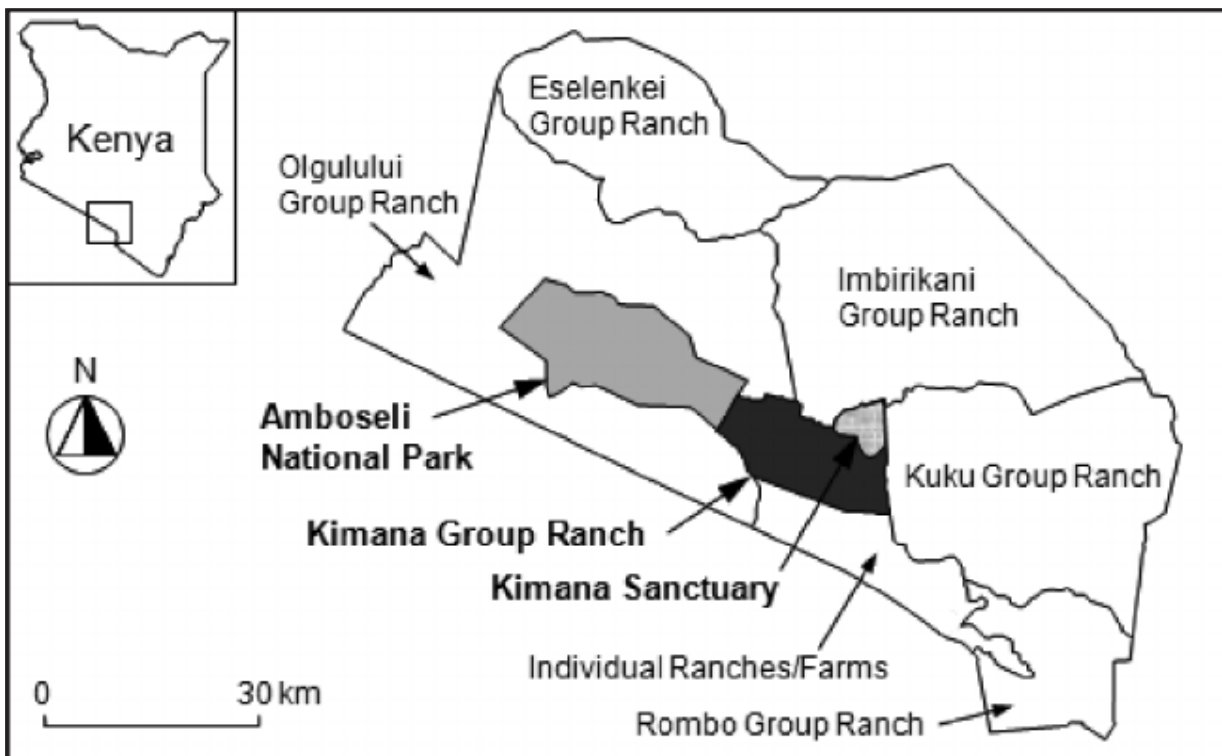 Kenya
Eselenkei
Group Ranch
Olgulului
Group Ranch
Imbirikani
Group Ranch
N
Amboseli
National Park
Kuku Group Ranch
Kimana Group Ranch
Kimana Sanctuary
Individual Ranches/Farms
0 30 km
Rombo Group Ranch